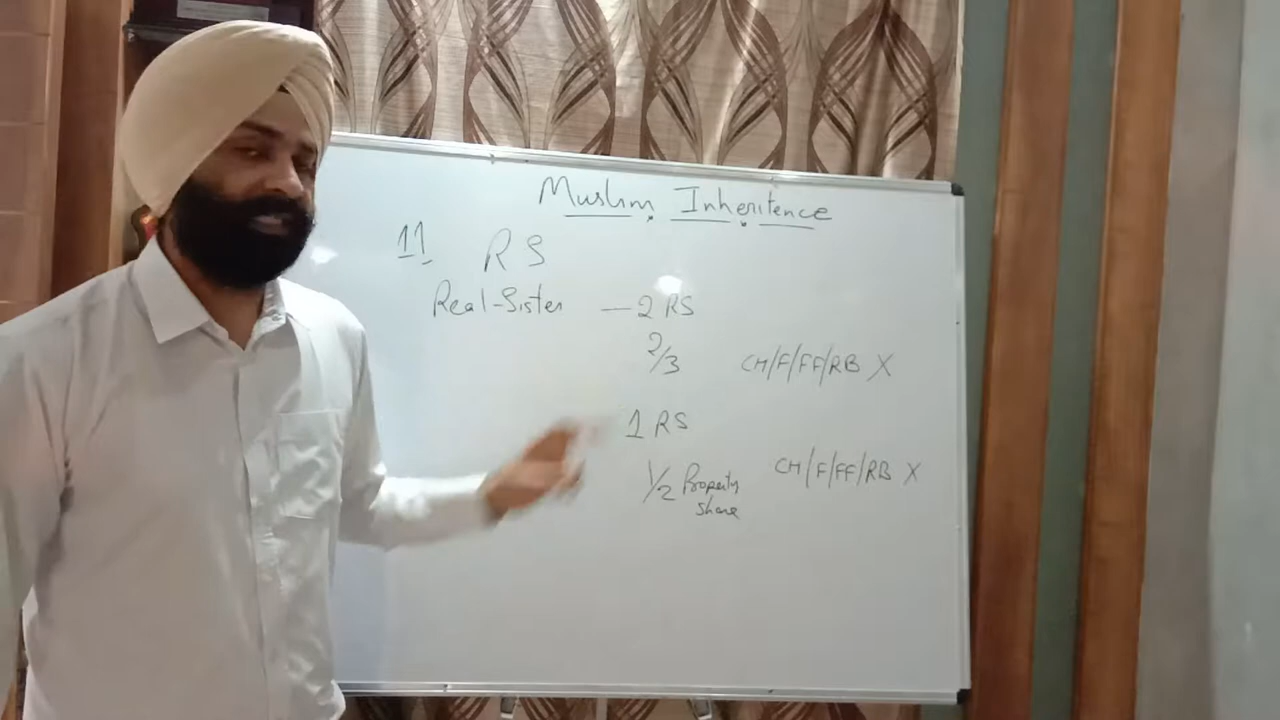 Muslim Inheritence
11 RS
Real-Sister — 2 RS
2/3 CH/F/FF/RB X
1 RS
1/2 Property share CH/F/FF/RB X